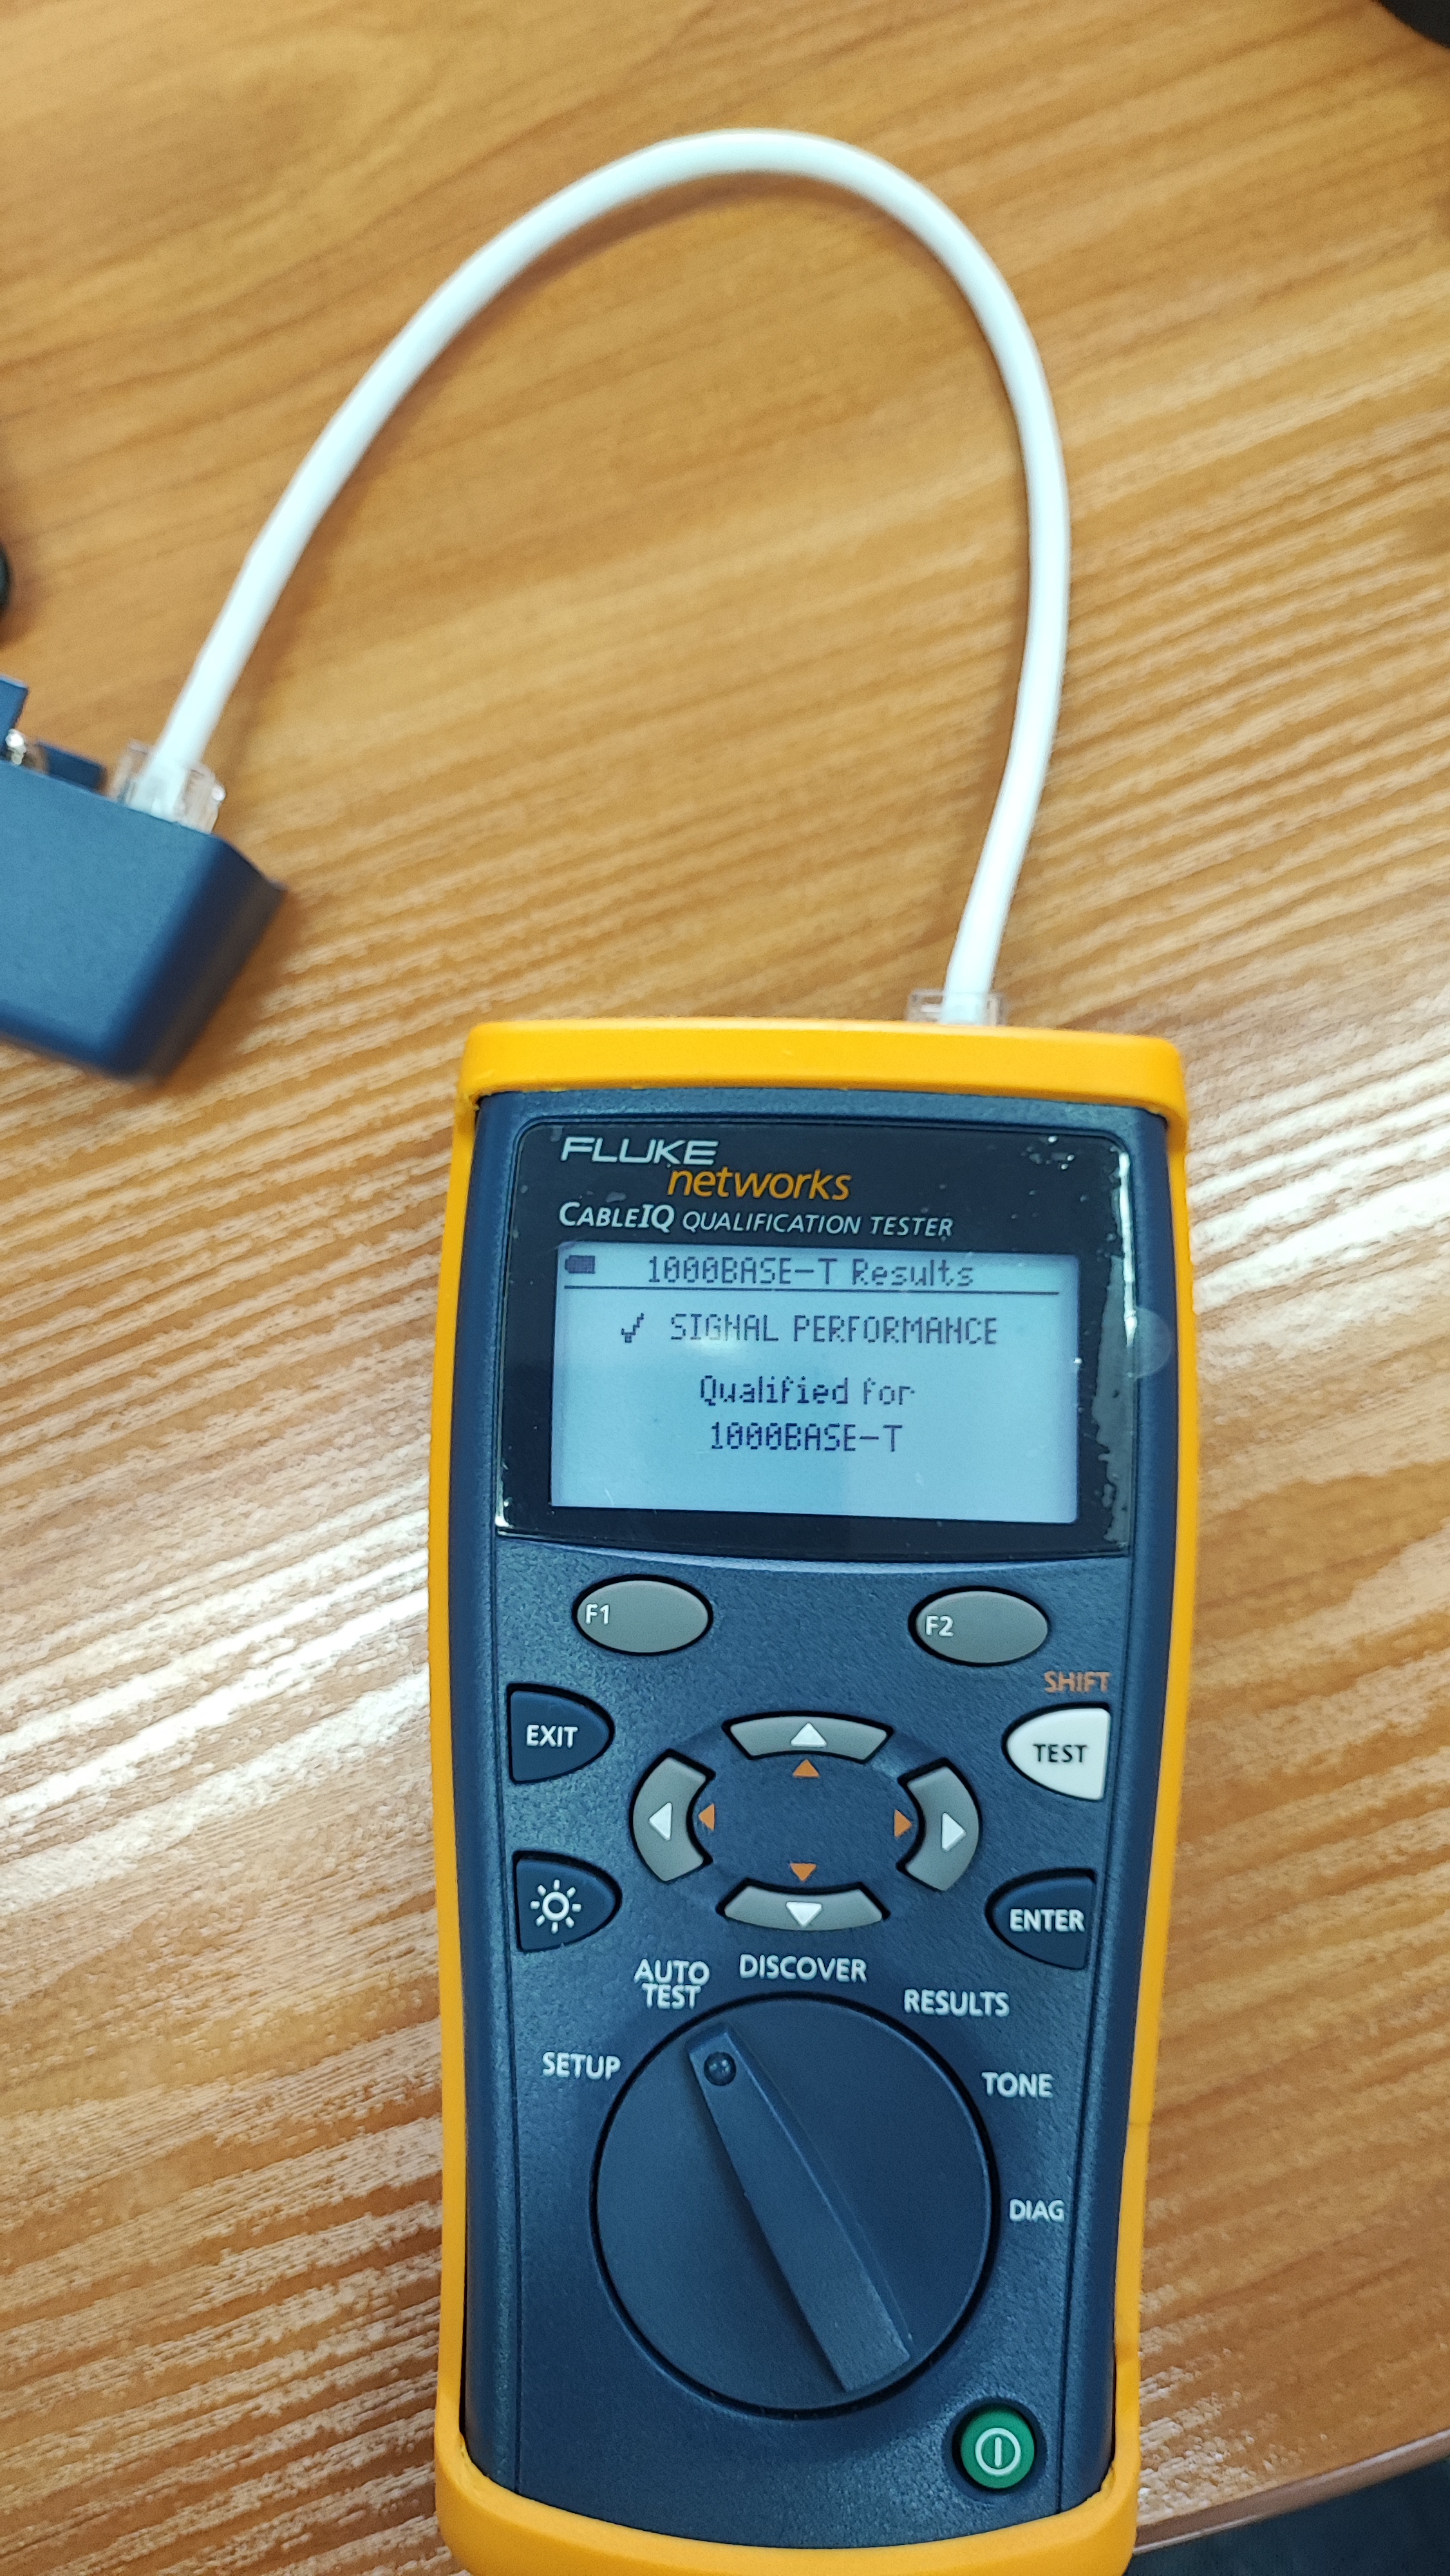 FLUKE
networks
CABLEIQ QUALIFICATION TESTER
1000BASE-T Results
✓ SIGNAL PERFORMANCE
Qualified for
1000BASE-T
F1
F2
SHIFT
EXIT
TEST
ENTER
AUTO
TEST
DISCOVER
RESULTS
SETUP
TONE
DIAG